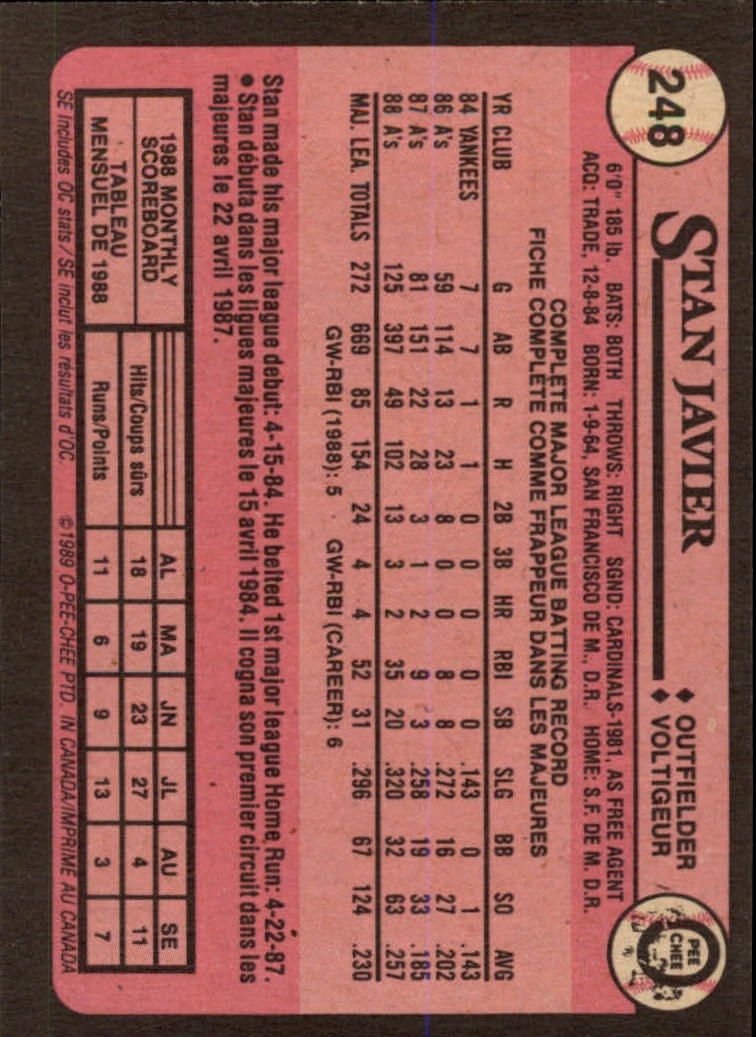 248
STAN JAVIER
♦ OUTFIELDER
♦ VOLTIGEUR
O
PEE
CHEE
6'0" 185 lb. BATS: BOTH THROWS: RIGHT SGND: CARDINALS-1981, AS FREE AGENT
ACQ: TRADE, 12-8-84 BORN: 1-9-64, SAN FRANCISCO DE M., D.R. HOME: S.F. DE M. D.R.
COMPLETE MAJOR LEAGUE BATTING RECORD
FICHE COMPLÈTE COMME FRAPPEUR DANS LES MAJEURES
YR CLUB G AB R H 2B 3B HR RBI SB SLG BB SO AVG
84 YANKEES 7 7 1 1 0 0 0 0 0 .143 0 1 .143
86 A's 59 114 13 23 8 0 0 8 8 .272 16 27 .202
87 A's 81 151 22 28 3 1 2 9 3 .258 19 33 .185
88 A's 125 397 49 102 13 3 2 35 20 .320 32 63 .257
MAJ. LEA. TOTALS 272 669 85 154 24 4 4 52 31 .296 67 124 .230
GW-RBI (1988): 5 GW-RBI (CAREER): 6
Stan made his major league debut: 4-15-84. He belted 1st major league Home Run: 4-22-87.
● Stan débuta dans les ligues majeures le 15 avril 1984. Il cogna son premier circuit dans les
majeures le 22 avril 1987.
1988 MONTHLY
SCOREBOARD
TABLEAU
MENSUEL DE 1988
AL MA JN JL AU SE
Hits/Coups sûrs 18 19 23 27 4 11
Runs/Points 11 6 9 13 3 7
SE includes OC stats/SE inclut les résultats d'OC. ©1989 O-PEE-CHEE PTD. IN CANADA/IMPRIMÉ AU CANADA